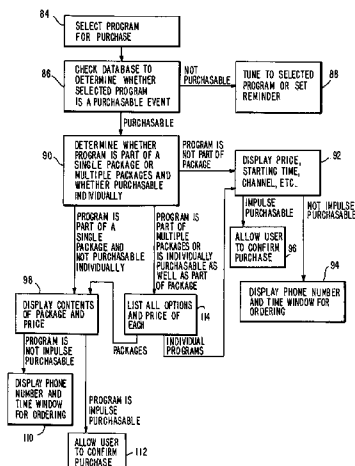 84
SELECT PROGRAM
FOR PURCHASE
86
CHECK DATABASE TO
DETERMINE WHETHER
SELECTED PROGRAM
IS A PURCHASABLE EVENT
NOT
PURCHASABLE
TUNE TO SELECTED
PROGRAM OR SET
REMINDER
88
PURCHASABLE
90
DETERMINE WHETHER
PROGRAM IS PART OF A
SINGLE PACKAGE OR
MULTIPLE PACKAGES AND
WHETHER PURCHASABLE
INDIVIDUALLY
PROGRAM IS
NOT PART OF
PACKAGE
DISPLAY PRICE,
STARTING TIME,
CHANNEL, ETC.
92
IMPULSE
PURCHASABLE
NOT IMPULSE
PURCHASABLE
ALLOW USER
TO CONFIRM
PURCHASE
96
94
DISPLAY PHONE NUMBER
AND TIME WINDOW FOR
ORDERING
PROGRAM IS
PART OF A
SINGLE
PACKAGE AND
NOT PURCHASABLE
INDIVIDUALLY
PROGRAM IS
PART OF
MULTIPLE
PACKAGES OR
IS INDIVIDUALLY
PURCHASABLE AS
WELL AS PART
OF PACKAGE
98
DISPLAY CONTENTS
OF PACKAGE AND
PRICE
LIST ALL OPTIONS
AND PRICE OF
EACH
114
PACKAGES
INDIVIDUAL
PROGRAMS
PROGRAM IS
NOT IMPULSE
PURCHASABLE
DISPLAY PHONE
NUMBER AND
TIME WINDOW
FOR ORDERING
110
PROGRAM IS
IMPULSE
PURCHASABLE
ALLOW USER
TO CONFIRM
PURCHASE
112